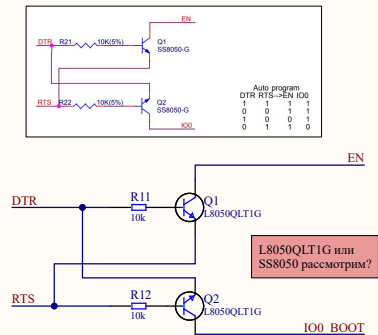 EN
DTR R21 10K(5%) Q1
SS8050-G
RTS R22 10K(5%) Q2
SS8050-G
IO0
Auto program
DTR RTS-->EN IO0
1 1 1 1
0 0 1 1
1 0 0 1
0 1 1 0
EN
DTR R11 Q1
10k L8050QLT1G
L8050QLT1G или
SS8050 рассмотрим?
RTS R12 Q2
10k L8050QLT1G
IO0_BOOT